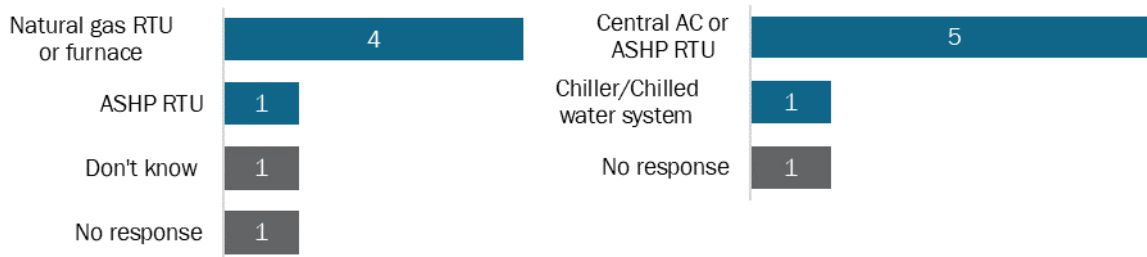 Natural gas RTU
or furnace
4
ASHP RTU
1
Don't know
1
No response
1
Central AC or
ASHP RTU
5
Chiller/Chilled
water system
1
No response
1